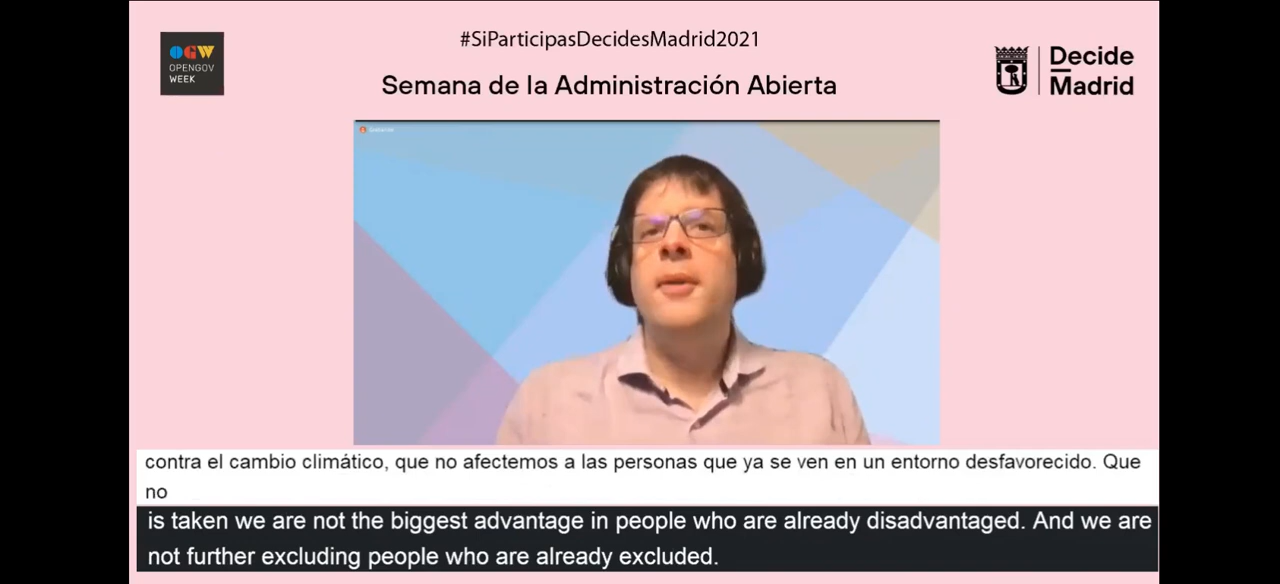 #SiParticipasDecidesMadrid2021
OGW
OPENGOV
WEEK
Semana de la Administración Abierta
Decide
Madrid
contra el cambio climático, que no afectemos a las personas que ya se ven en un entorno desfavorecido. Que
no
is taken we are not the biggest advantage in people who are already disadvantaged. And we are
not further excluding people who are already excluded.